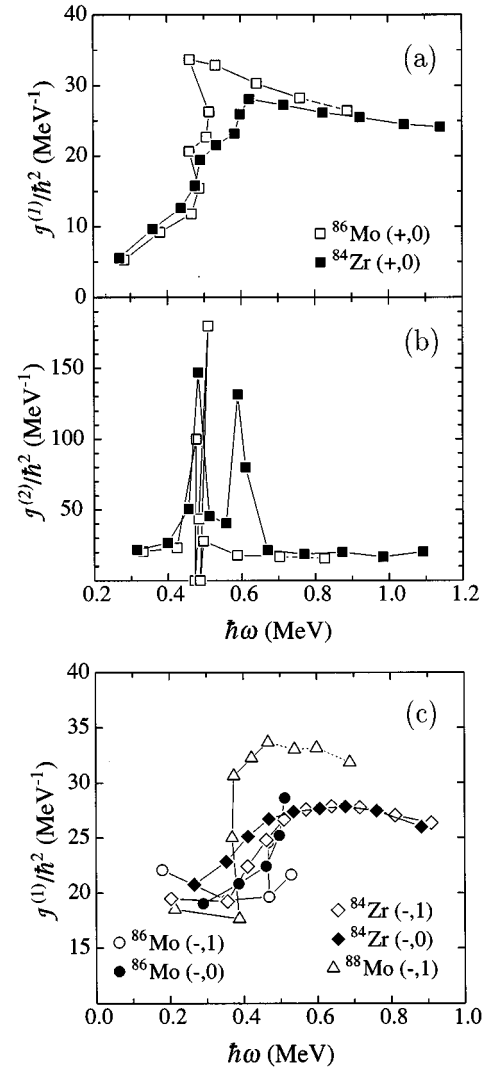 40
(a)
30
𝒥⁽¹⁾/ħ² (MeV⁻¹)
20
10
⁸⁶Mo (+,0)
⁸⁴Zr (+,0)
0
(b)
150
𝒥⁽²⁾/ħ² (MeV⁻¹)
100
50
0.2 0.4 0.6 0.8 1.0 1.2
ħω (MeV)
40
(c)
35
30
𝒥⁽¹⁾/ħ² (MeV⁻¹)
25
20
⁸⁶Mo (-,1)
⁸⁶Mo (-,0)
⁸⁴Zr (-,1)
⁸⁴Zr (-,0)
⁸⁸Mo (-,1)
15
0.0 0.2 0.4 0.6 0.8 1.0
ħω (MeV)